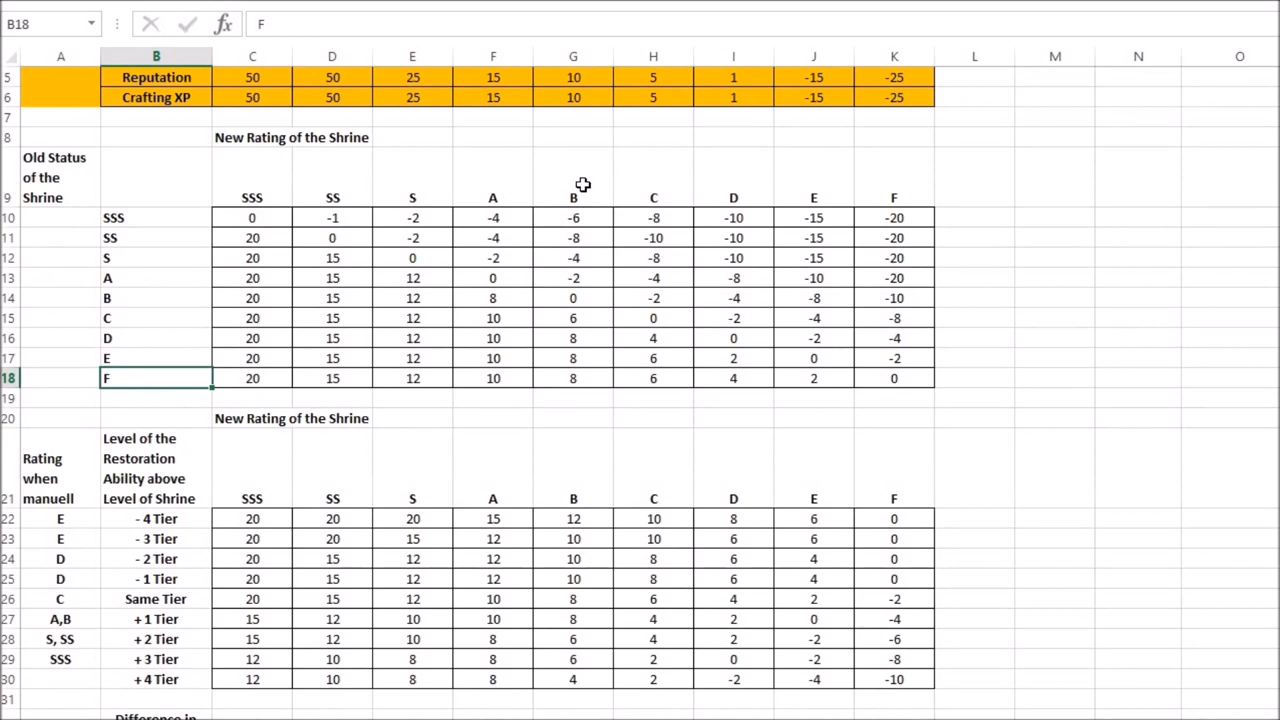 B18 fx F
A B C D E F G H I J K L M N O
5 Reputation 50 50 25 15 10 5 1 -15 -25
6 Crafting XP 50 50 25 15 10 5 1 -15 -25
7
8 New Rating of the Shrine
Old Status
of the
9 Shrine SSS SS S A B C D E F
10 SSS 0 -1 -2 -4 -6 -8 -10 -15 -20
11 SS 20 0 -2 -4 -8 -10 -10 -15 -20
12 S 20 15 0 -2 -4 -8 -10 -15 -20
13 A 20 15 12 0 -2 -4 -8 -10 -20
14 B 20 15 12 8 0 -2 -4 -8 -10
15 C 20 15 12 10 6 0 -2 -4 -8
16 D 20 15 12 10 8 4 0 -2 -4
17 E 20 15 12 10 8 6 2 0 -2
18 F 20 15 12 10 8 6 4 2 0
19
20 New Rating of the Shrine
Level of the
Rating Restoration
when Ability above
21 manuell Level of Shrine SSS SS S A B C D E F
22 E - 4 Tier 20 20 20 15 12 10 8 6 0
23 E - 3 Tier 20 20 15 12 10 10 6 6 0
24 D - 2 Tier 20 15 12 12 10 8 6 4 0
25 D - 1 Tier 20 15 12 12 10 8 6 4 0
26 C Same Tier 20 15 12 10 8 6 4 2 -2
27 A,B + 1 Tier 15 12 10 10 8 4 2 0 -4
28 S, SS + 2 Tier 15 12 10 8 6 4 2 -2 -6
29 SSS + 3 Tier 12 10 8 8 6 2 0 -2 -8
30 + 4 Tier 12 10 8 8 4 2 -2 -4 -10
31
Difference in